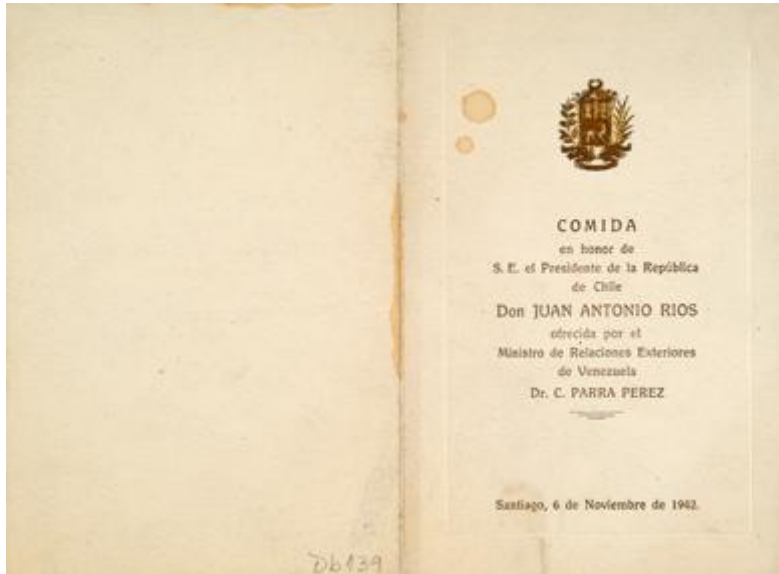 Db139
COMIDA
en honor de
S. E. el Presidente de la República
de Chile
Don JUAN ANTONIO RIOS
ofrecida por el
Ministro de Relaciones Exteriores
de Venezuela
Dr. C. PARRA PEREZ
Santiago, 6 de Noviembre de 1942.